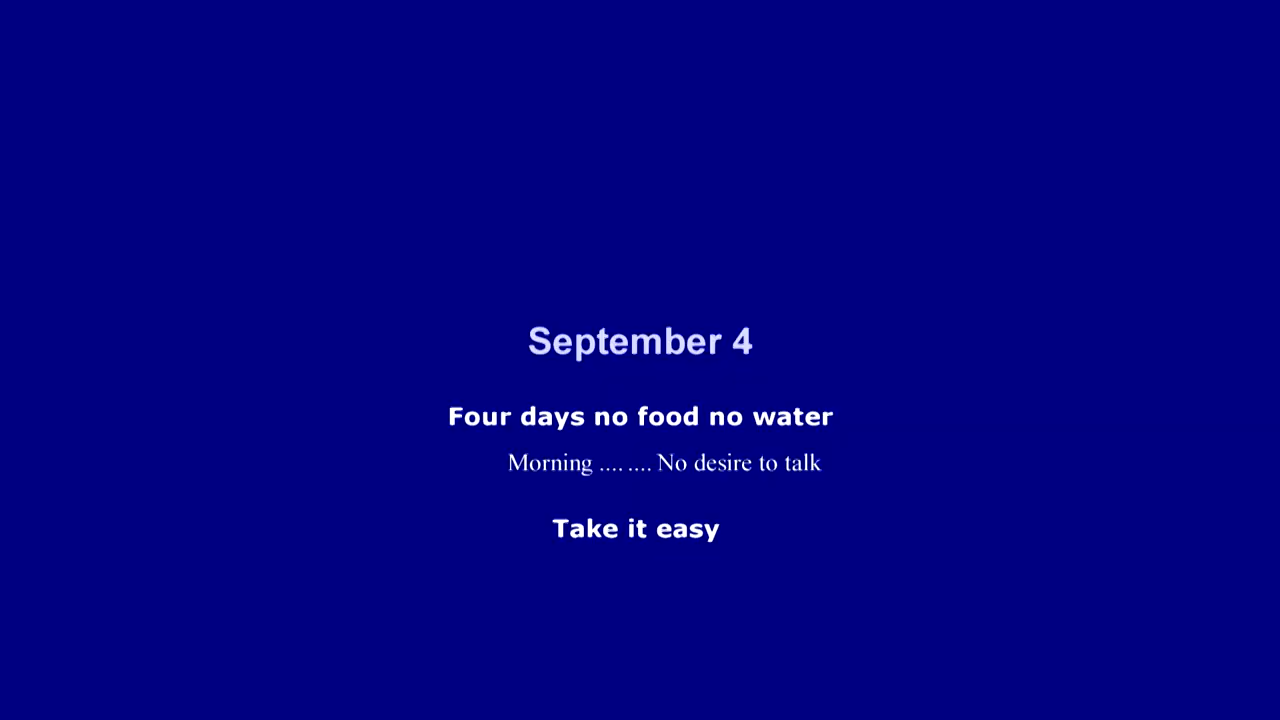 September 4
Four days no food no water
Morning .... .... No desire to talk
Take it easy